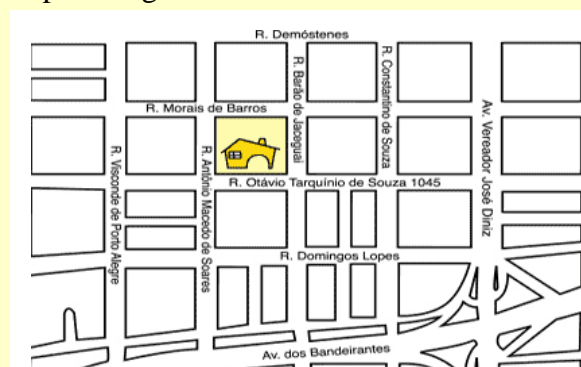 R. Demóstenes
R. Constantino de Souza
R. Barão de Jaceguai
R. Morais de Barros
Av. Vereador José Diniz
R. Visconde de Porto Alegre
R. Antônio Macedo de Soares
R. Otávio Tarquínio de Souza 1045
R. Domingos Lopes
Av. dos Bandeirantes